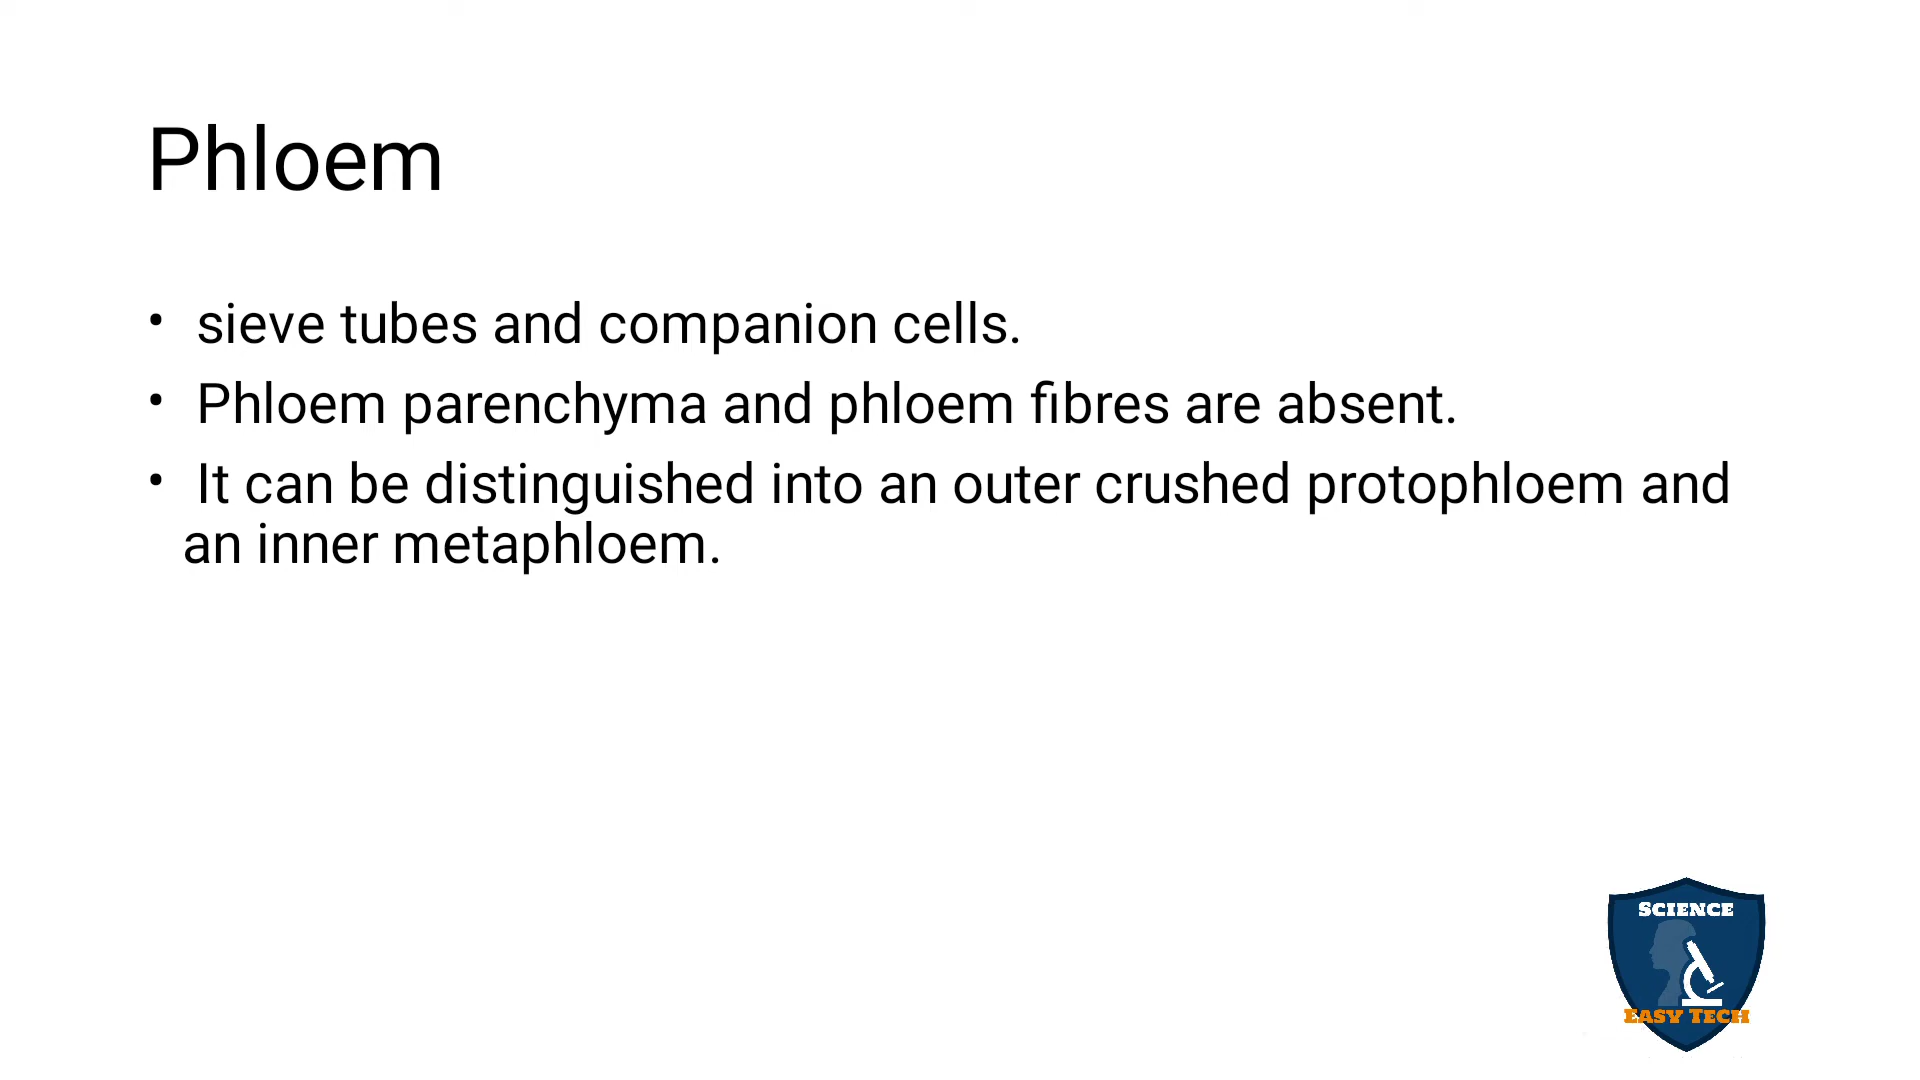 Phloem
• sieve tubes and companion cells.
• Phloem parenchyma and phloem fibres are absent.
• It can be distinguished into an outer crushed protophloem and
an inner metaphloem.
SCIENCE
EASY TECH